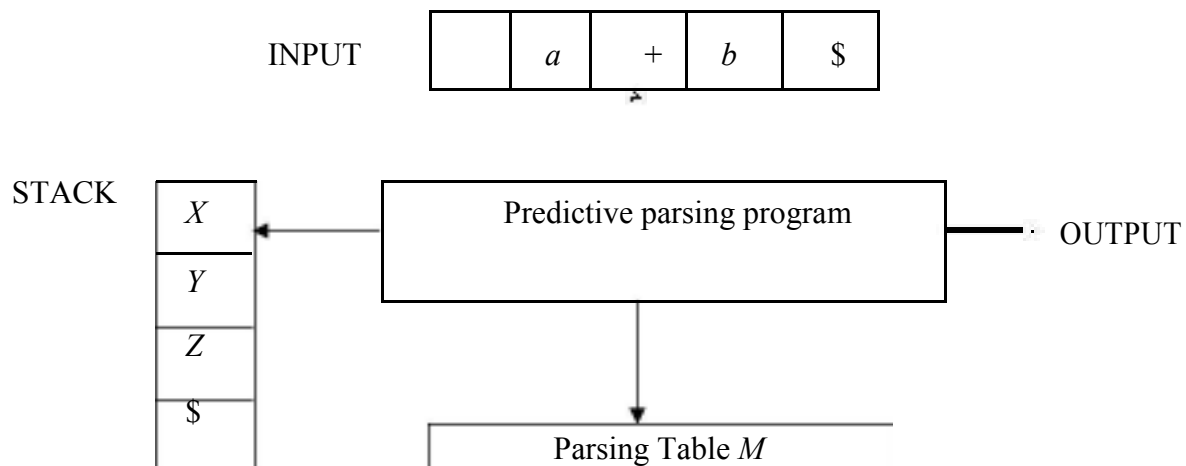 INPUT a + b $
STACK
X
Predictive parsing program
OUTPUT
Y
Z
$
Parsing Table M